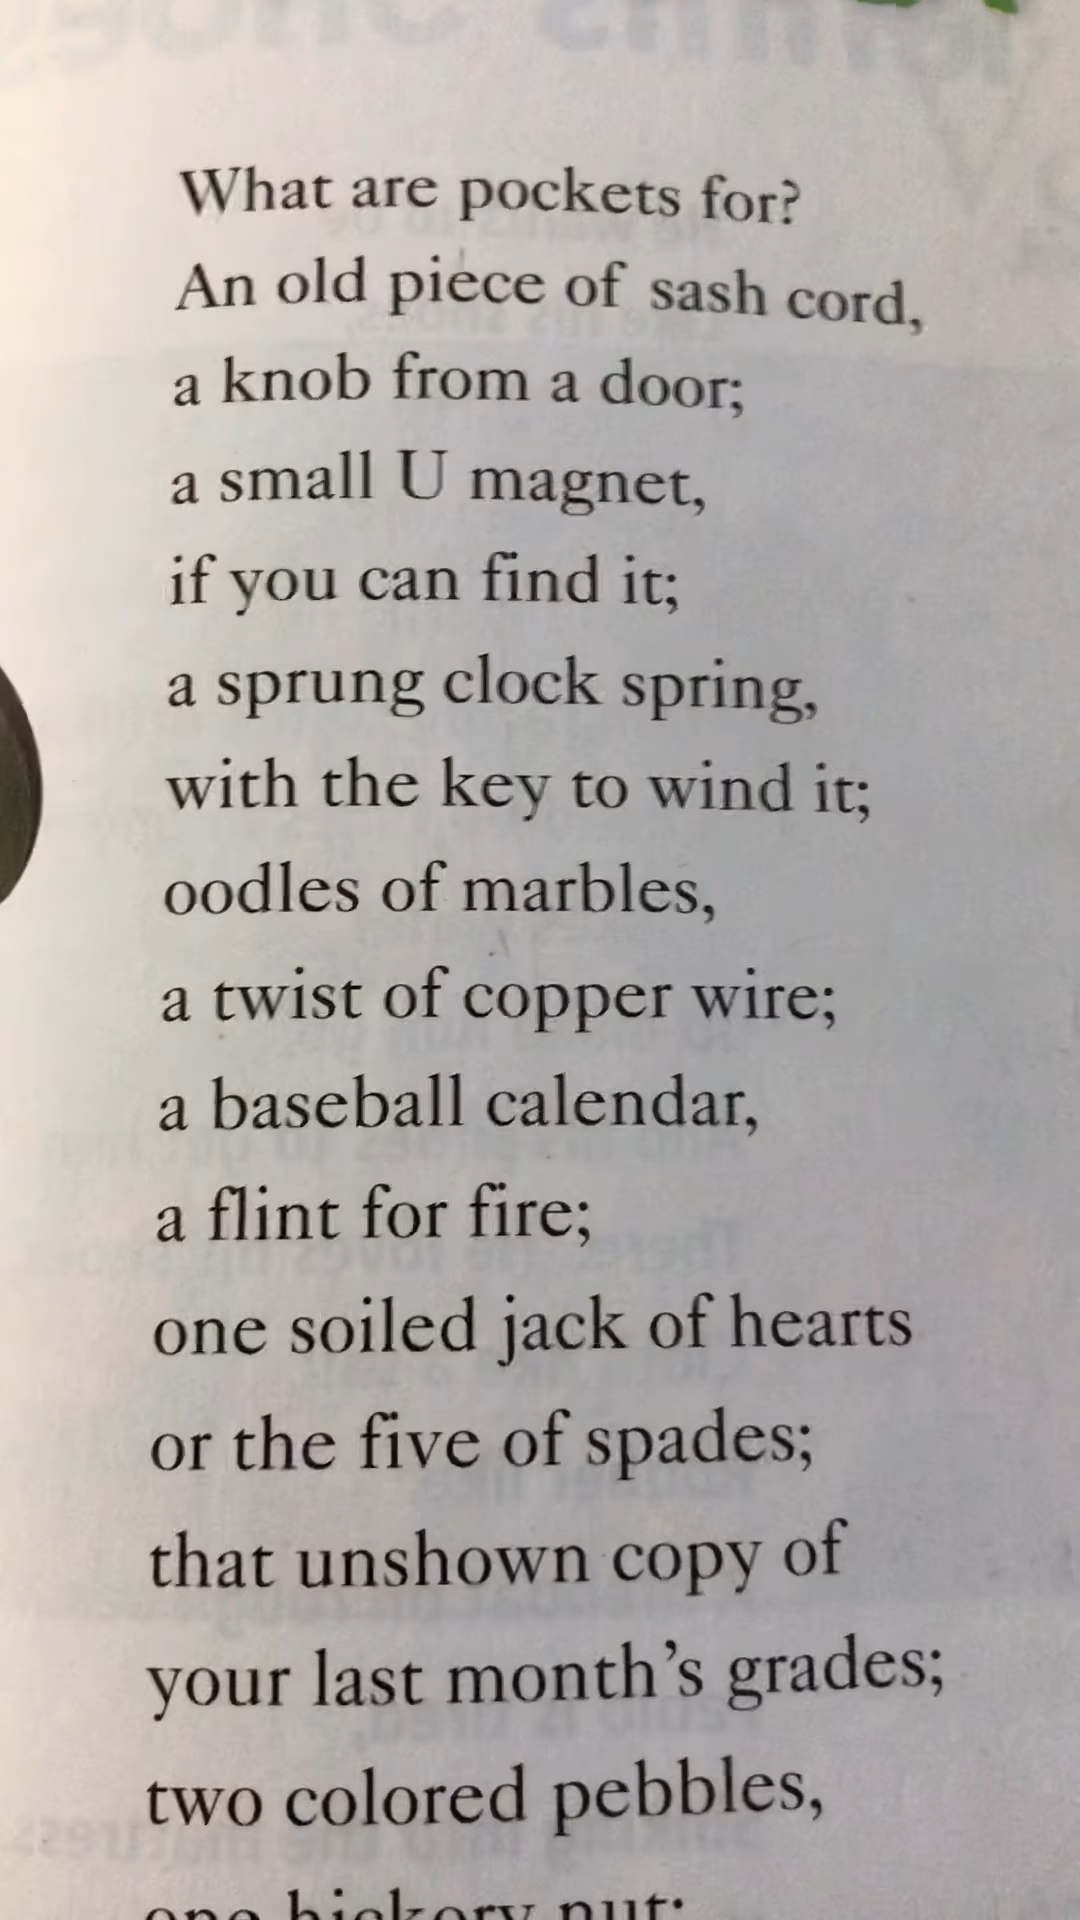 What are pockets for?
An old piece of sash cord,
a knob from a door;
a small U magnet,
if you can find it;
a sprung clock spring,
with the key to wind it;
oodles of marbles,
a twist of copper wire;
a baseball calendar,
a flint for fire;
one soiled jack of hearts
or the five of spades;
that unshown copy of
your last month’s grades;
two colored pebbles,
one hickory nut;